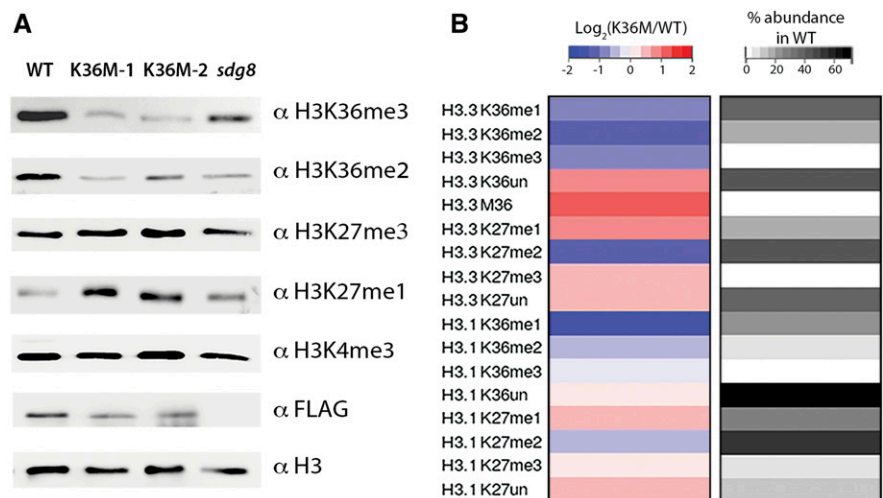 A
WT K36M-1 K36M-2 sdg8
α H3K36me3
α H3K36me2
α H3K27me3
α H3K27me1
α H3K4me3
α FLAG
α H3
B
Log2(K36M/WT)
-2 -1 0 1 2
% abundance
in WT
0 20 40 60
H3.3 K36me1
H3.3 K36me2
H3.3 K36me3
H3.3 K36un
H3.3 M36
H3.3 K27me1
H3.3 K27me2
H3.3 K27me3
H3.3 K27un
H3.1 K36me1
H3.1 K36me2
H3.1 K36me3
H3.1 K36un
H3.1 K27me1
H3.1 K27me2
H3.1 K27me3
H3.1 K27un